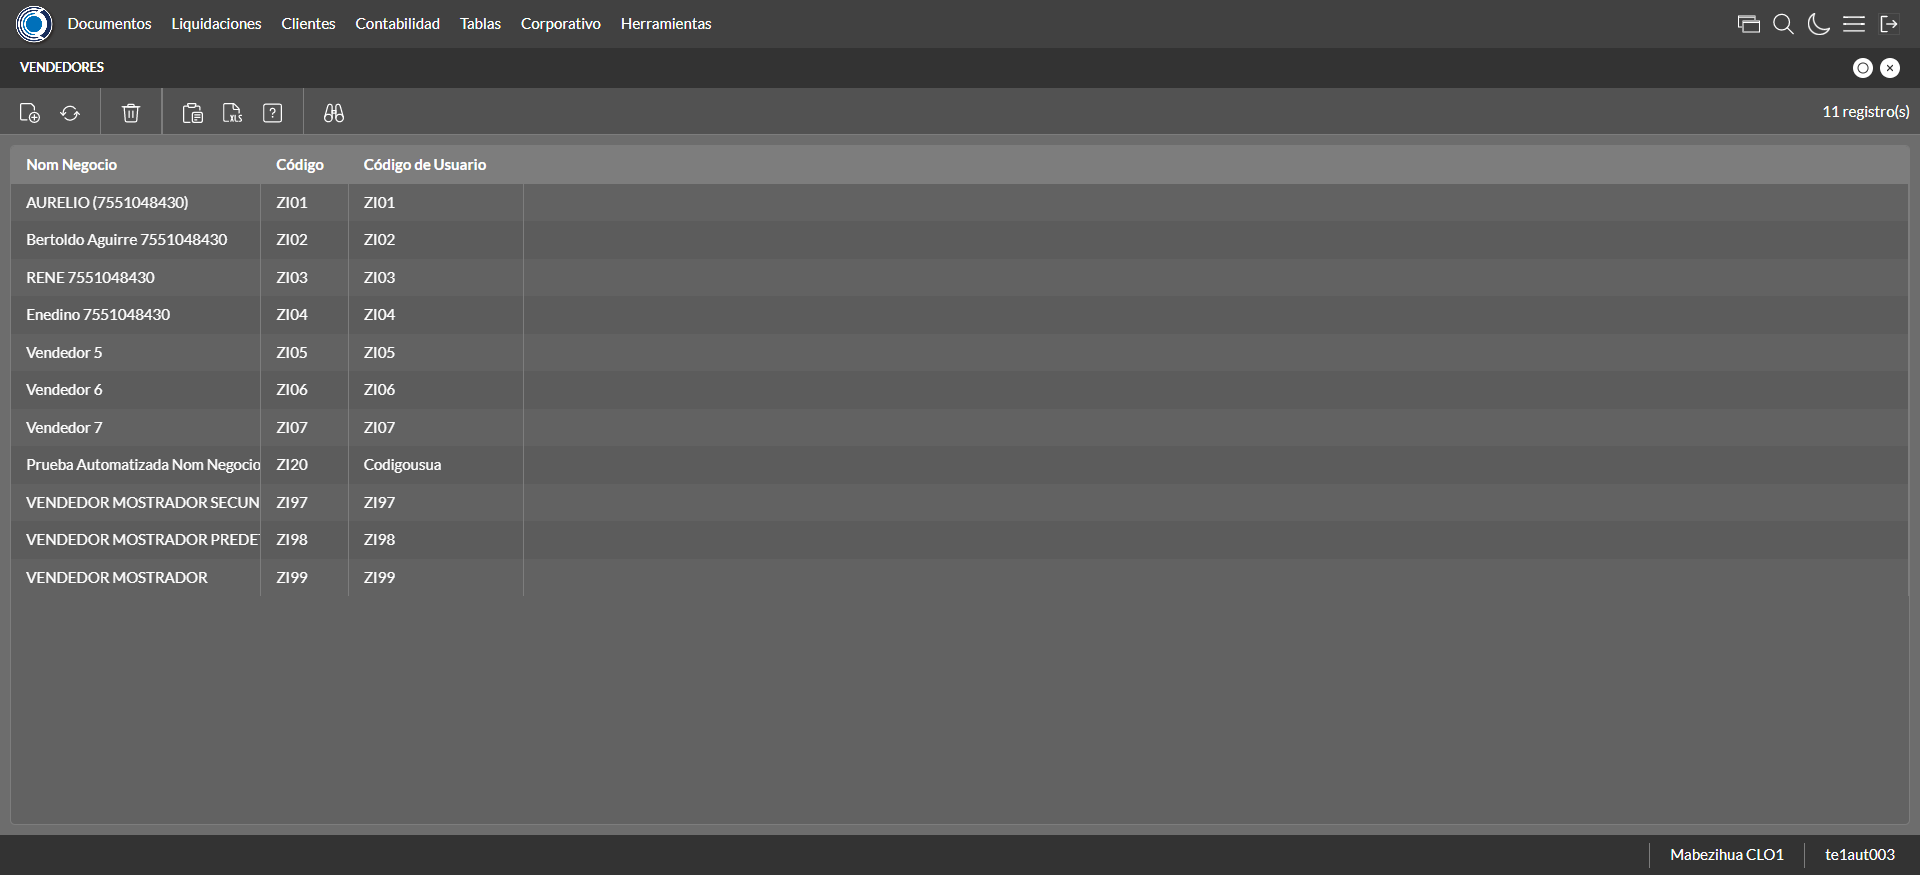 Documentos Liquidaciones Clientes Contabilidad Tablas Corporativo Herramientas
VENDEDORES
XLS ? 11 registro(s)
Nom Negocio Código Código de Usuario
AURELIO (7551048430) ZI01 ZI01
Bertoldo Aguirre 7551048430 ZI02 ZI02
RENE 7551048430 ZI03 ZI03
Enedino 7551048430 ZI04 ZI04
Vendedor 5 ZI05 ZI05
Vendedor 6 ZI06 ZI06
Vendedor 7 ZI07 ZI07
Prueba Automatizada Nom Negocio ZI20 Codigousua
VENDEDOR MOSTRADOR SECUN ZI97 ZI97
VENDEDOR MOSTRADOR PREDET ZI98 ZI98
VENDEDOR MOSTRADOR ZI99 ZI99
Mabezihua CLO1 te1aut003